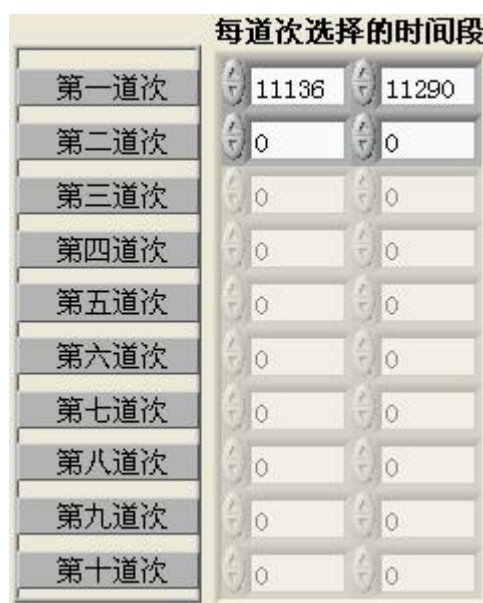 每道次选择的时间段
第一道次 11136 11290
第二道次 0 0
第三道次 0 0
第四道次 0 0
第五道次 0 0
第六道次 0 0
第七道次 0 0
第八道次 0 0
第九道次 0 0
第十道次 0 0